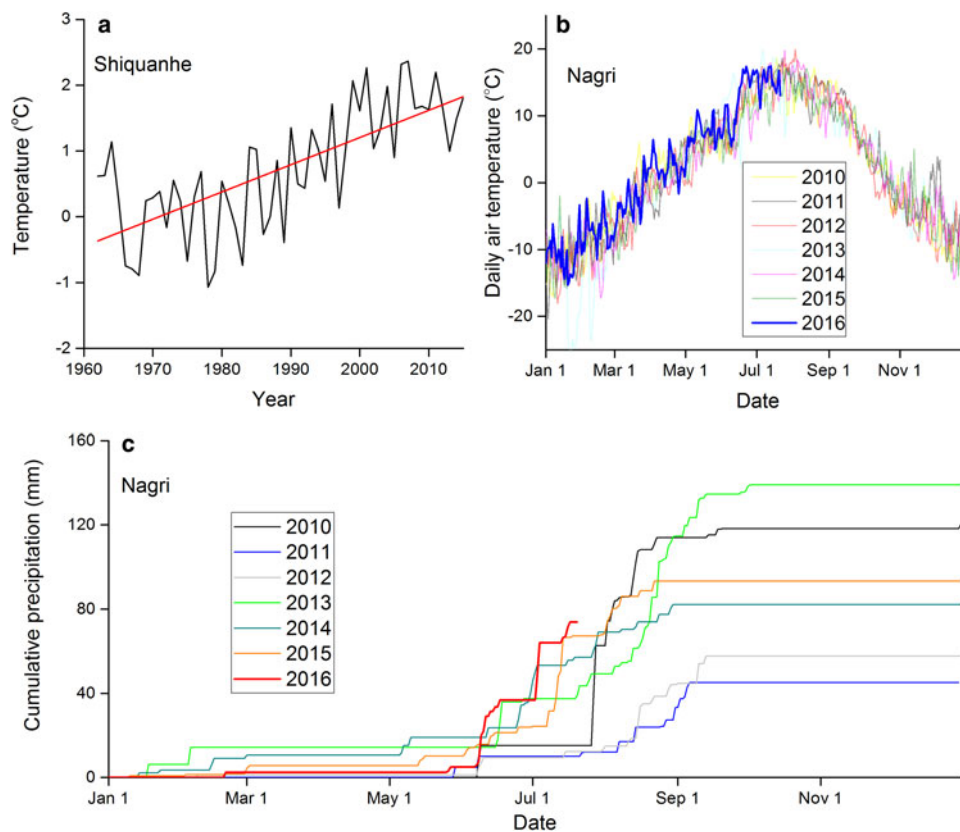 a
Shiquanhe
Temperature (°C)
3
2
1
0
-1
-2
1960 1970 1980 1990 2000 2010
Year
b
Nagri
Daily air temperature (°C)
20
10
0
-10
-20
2010
2011
2012
2013
2014
2015
2016
Jan 1 Mar 1 May 1 Jul 1 Sep 1 Nov 1
Date
c
Nagri
Cumulative precipitation (mm)
160
120
80
40
0
2010
2011
2012
2013
2014
2015
2016
Jan 1 Mar 1 May 1 Jul 1 Sep 1 Nov 1
Date